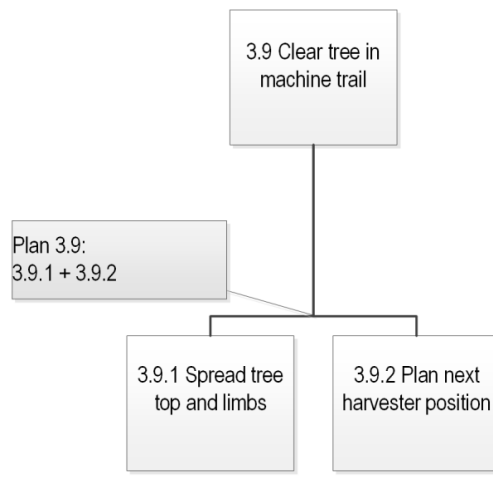 3.9 Clear tree in
machine trail
Plan 3.9:
3.9.1 + 3.9.2
3.9.1 Spread tree
top and limbs
3.9.2 Plan next
harvester position